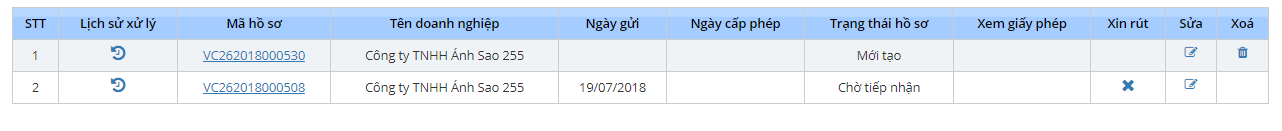 STT Lịch sử xử lý Mã hồ sơ Tên doanh nghiệp Ngày gửi Ngày cấp phép Trạng thái hồ sơ Xem giấy phép Xin rút Sửa Xoá
1 VC262018000530 Công ty TNHH Ánh Sao 255 Mới tạo
2 VC262018000508 Công ty TNHH Ánh Sao 255 19/07/2018 Chờ tiếp nhận